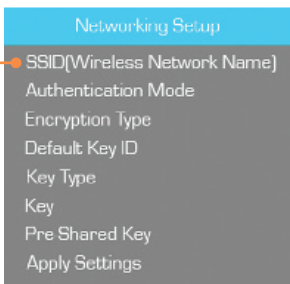 Networking Setup
SSID(Wireless Network Name)
Authentication Mode
Encryption Type
Default Key ID
Key Type
Key
Pre Shared Key
Apply Settings